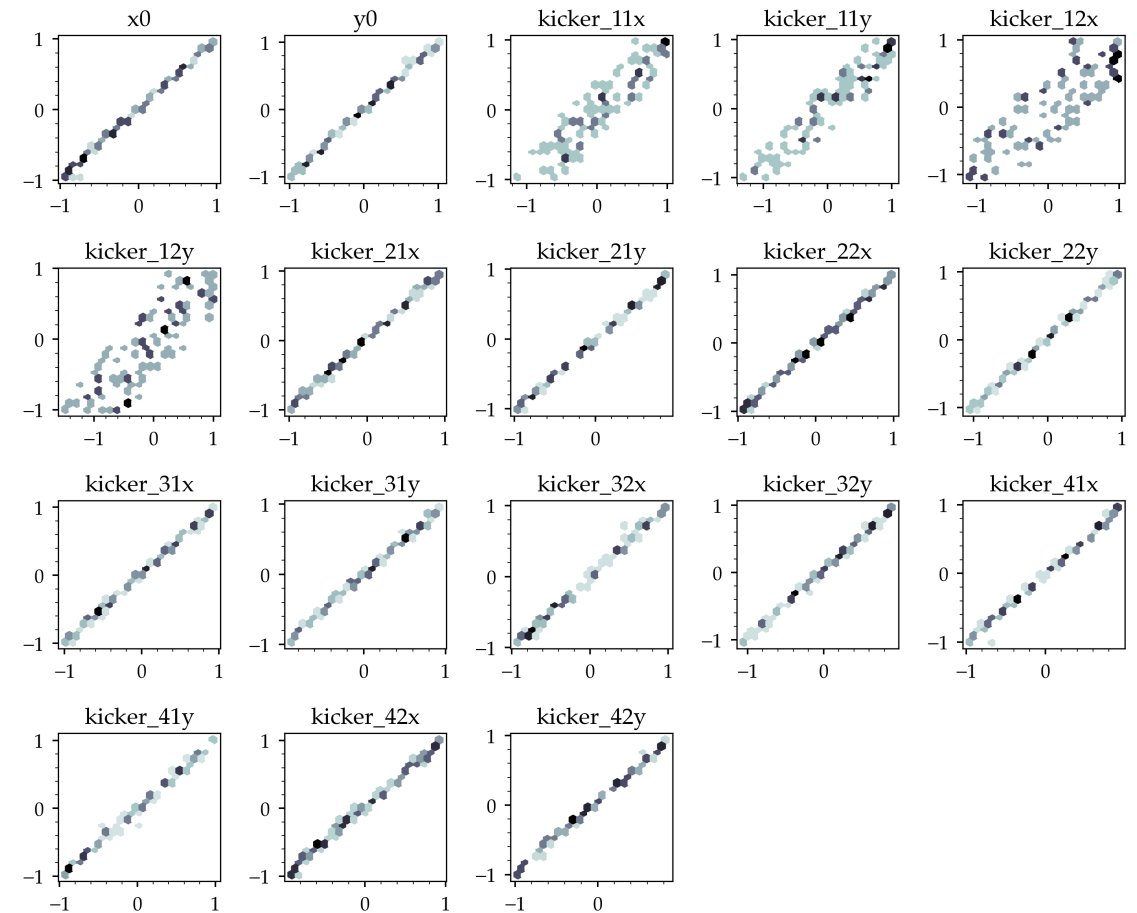 x0 y0 kicker_11x kicker_11y kicker_12x
1 1 1 1 1
0 0 0 0 0
−1 −1 −1 −1 −1
−1 0 1 −1 0 1 −1 0 1 −1 0 1 −1 0 1
kicker_12y kicker_21x kicker_21y kicker_22x kicker_22y
1 1 1 1 1
0 0 0 0 0
−1 −1 −1 −1 −1
−1 0 1 −1 0 1 −1 0 −1 0 1 −1 0 1
kicker_31x kicker_31y kicker_32x kicker_32y kicker_41x
1 1 1 1 1
0 0 0 0 0
−1 −1 −1 −1 −1
−1 0 1 −1 0 1 −1 0 1 −1 0 −1 0
kicker_41y kicker_42x kicker_42y
1 1 1
0 0 0
−1 −1 −1
−1 0 1 0 1 −1 0